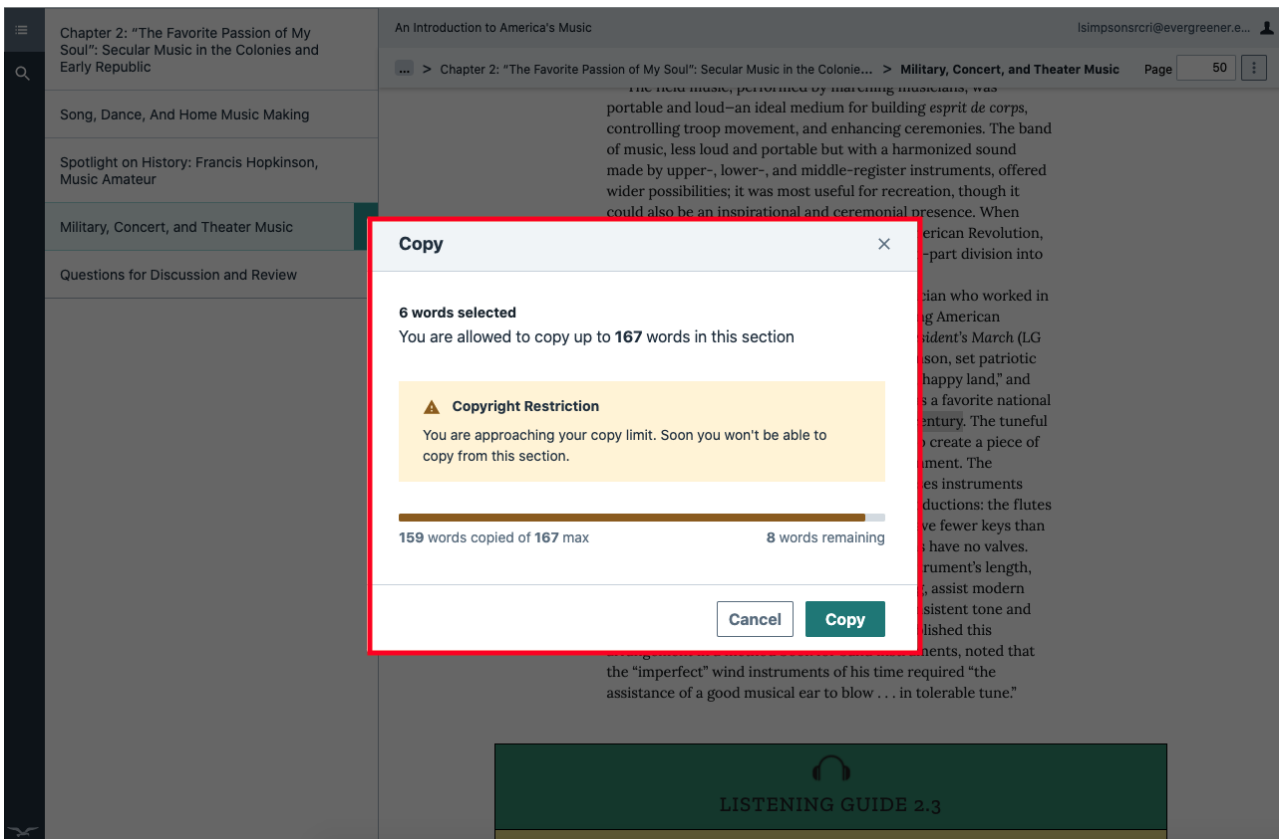 An Introduction to America's Music
lsimpsonsrcri@evergreener.e...
... > Chapter 2: “The Favorite Passion of My Soul”: Secular Music in the Colonie... > Military, Concert, and Theater Music
Page 50
Chapter 2: “The Favorite Passion of My
Soul”: Secular Music in the Colonies and
Early Republic
Song, Dance, And Home Music Making
Spotlight on History: Francis Hopkinson,
Music Amateur
Military, Concert, and Theater Music
Questions for Discussion and Review
The field music, performed by marching musicians, was
portable and loud—an ideal medium for building esprit de corps,
controlling troop movement, and enhancing ceremonies. The band
of music, less loud and portable but with a harmonized sound
made by upper-, lower-, and middle-register instruments, offered
wider possibilities; it was most useful for recreation, though it
could also be an inspirational and ceremonial presence. When
erican Revolution,
-part division into
cian who worked in
g American
sident’s March (LG
son, set patriotic
happy land,” and
s a favorite national
entury. The tuneful
create a piece of
ment. The
es instruments
ductions: the flutes
ve fewer keys than
have no valves.
rument’s length,
, assist modern
sistent tone and
lished this
ments, noted that
the “imperfect” wind instruments of his time required “the
assistance of a good musical ear to blow . . . in tolerable tune.”
Copy
6 words selected
You are allowed to copy up to 167 words in this section
Copyright Restriction
You are approaching your copy limit. Soon you won't be able to
copy from this section.
159 words copied of 167 max
8 words remaining
Cancel
Copy
LISTENING GUIDE 2.3